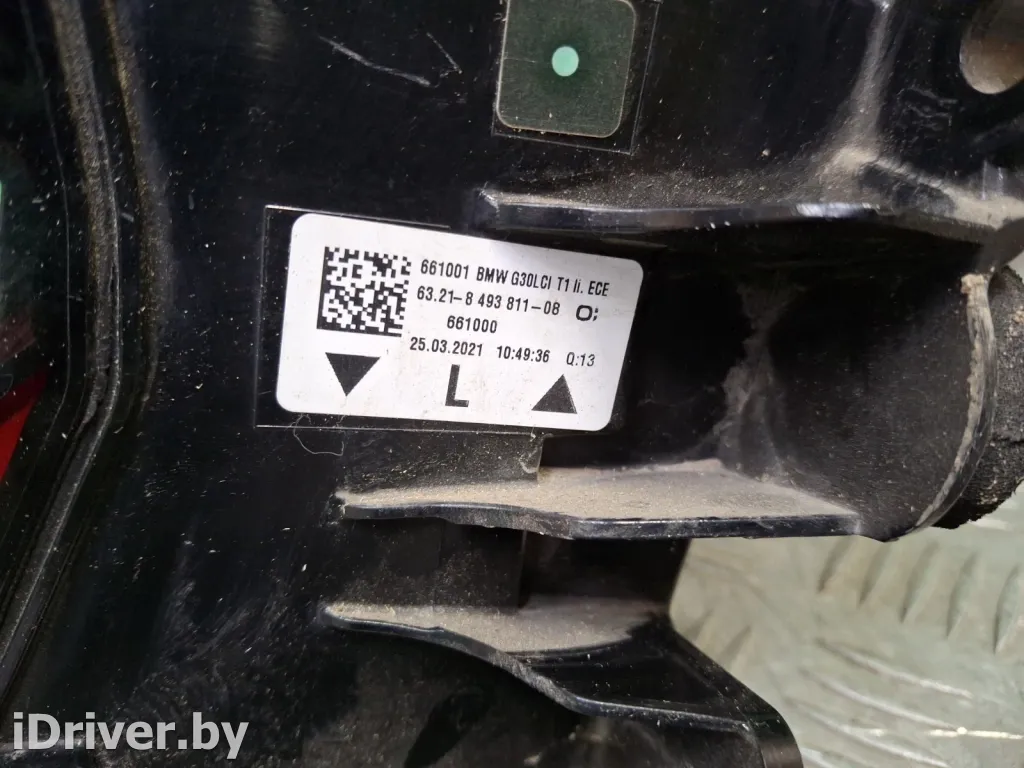 661001 BMW G30LCI T1 li. ECE
63.21-8 493 811-08 O;
661000
25.03.2021 10:49:36 Q:13
L
iDriver.by